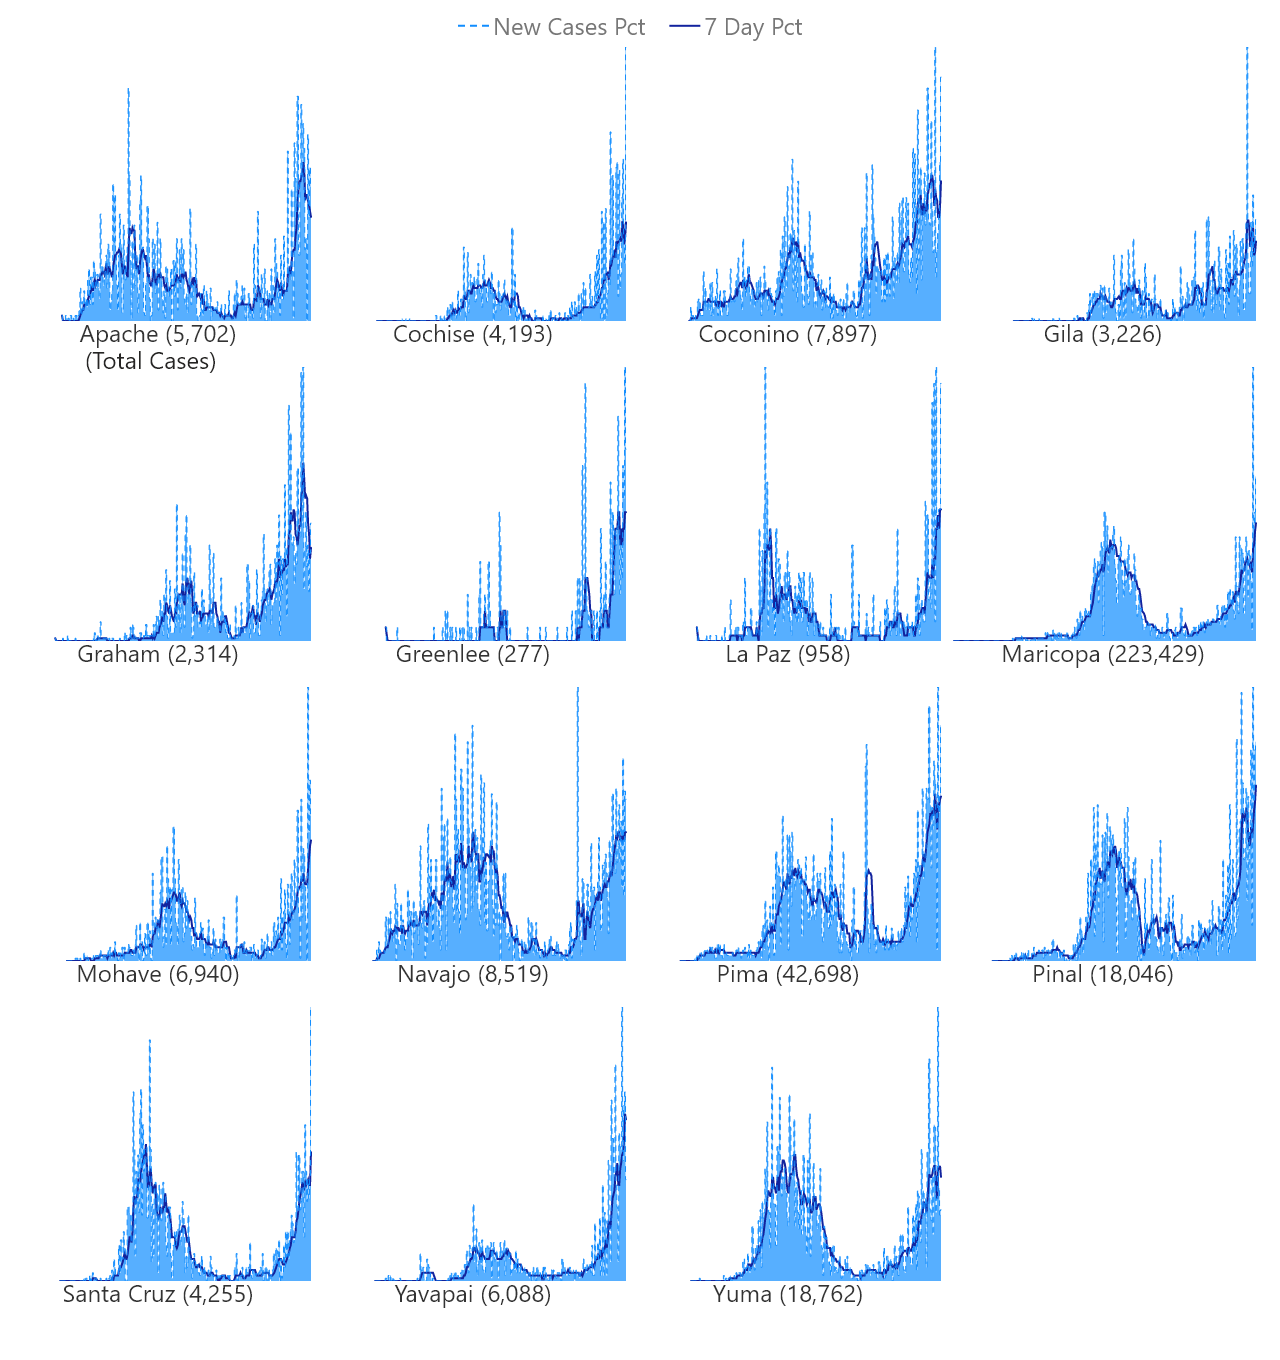 New Cases Pct 7 Day Pct
Apache (5,702)
(Total Cases)
Cochise (4,193)
Coconino (7,897)
Gila (3,226)
Graham (2,314)
Greenlee (277)
La Paz (958)
Maricopa (223,429)
Mohave (6,940)
Navajo (8,519)
Pima (42,698)
Pinal (18,046)
Santa Cruz (4,255)
Yavapai (6,088)
Yuma (18,762)